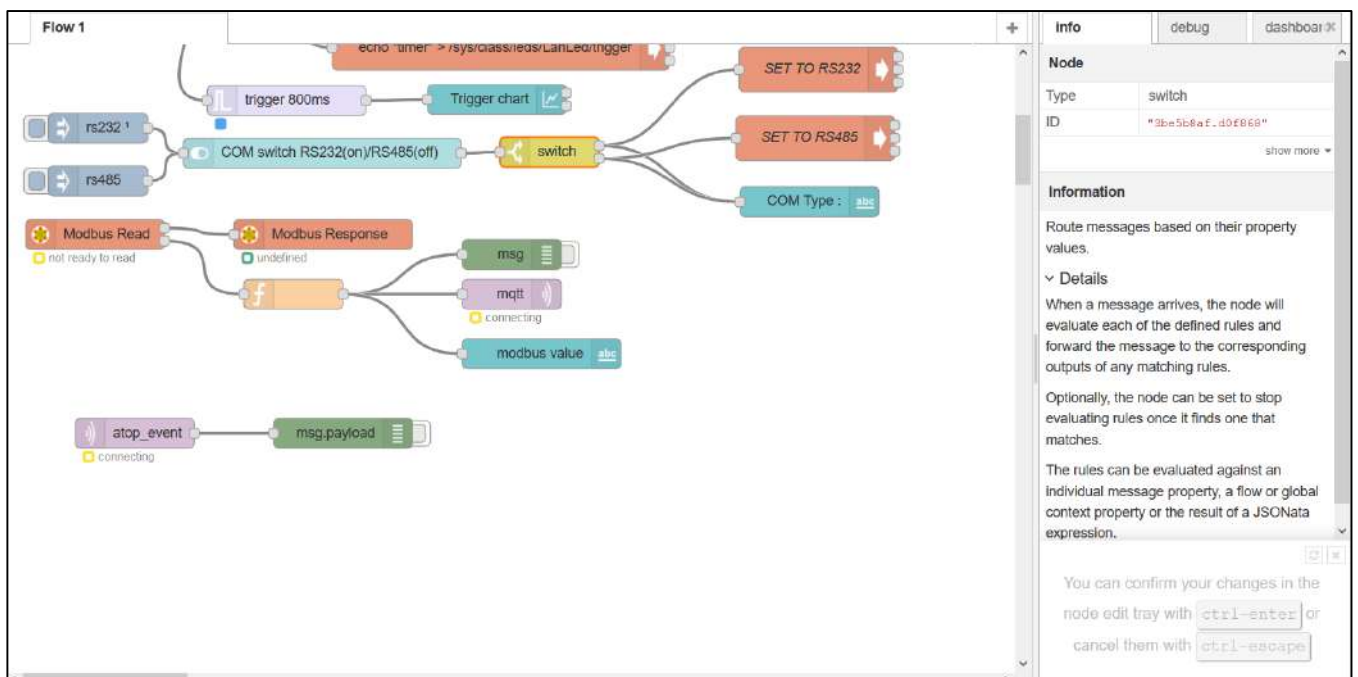 Flow 1
echo "timer" > /sys/class/leds/LanLed/trigger
trigger 800ms
Trigger chart
SET TO RS232
rs232 ¹
COM switch RS232(on)/RS485(off)
switch
SET TO RS485
rs485
COM Type :
abc
Modbus Read
not ready to read
Modbus Response
undefined
f
msg
mqtt
connecting
modbus value
abc
atop_event
connecting
msg.payload
info
debug
dashboar
Node
Type switch
ID
show more
Information
Route messages based on their property
values.
Details
When a message arrives, the node will
evaluate each of the defined rules and
forward the message to the corresponding
outputs of any matching rules.
Optionally, the node can be set to stop
evaluating rules once it finds one that
matches.
The rules can be evaluated against an
individual message property, a flow or global
context property or the result of a JSONata
expression.
You can confirm your changes in the
node edit tray with ctrl-enter or
cancel them with ctrl-escape